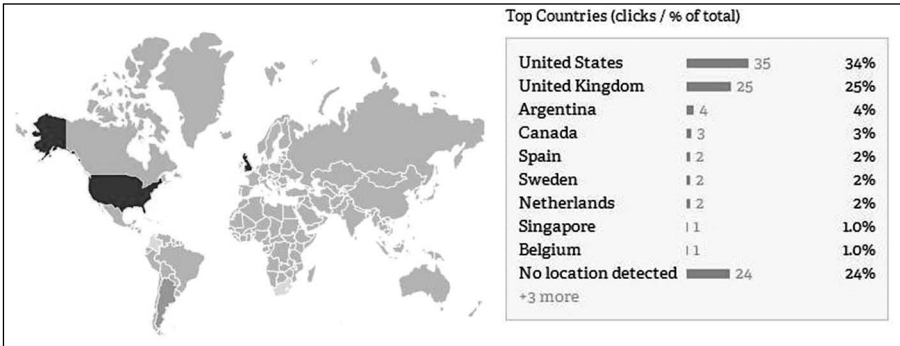 Top Countries (clicks / % of total)
United States 35 34%
United Kingdom 25 25%
Argentina 4 4%
Canada 3 3%
Spain 2 2%
Sweden 2 2%
Netherlands 2 2%
Singapore 1 1.0%
Belgium 1 1.0%
No location detected 24 24%
+3 more